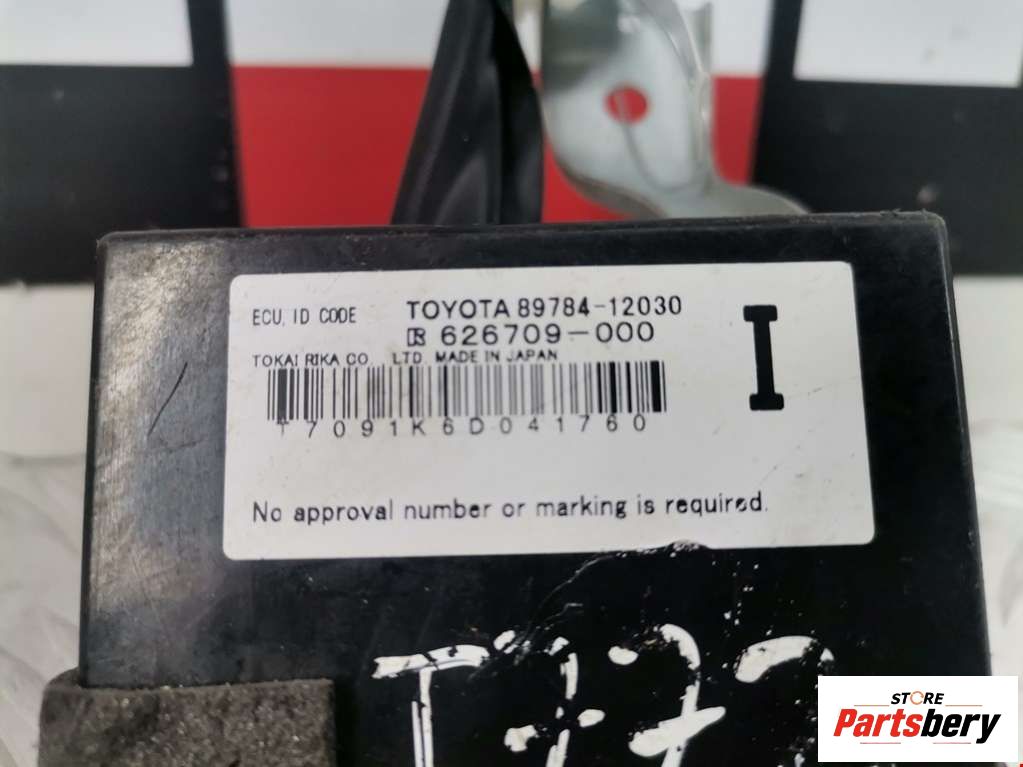 ECU, ID CODE TOYOTA 89784-12030
626709-000
TOKAI RIKA CO., LTD. MADE IN JAPAN
I
T7091K6D041760
No approval number or marking is required.
STORE
Partsbery